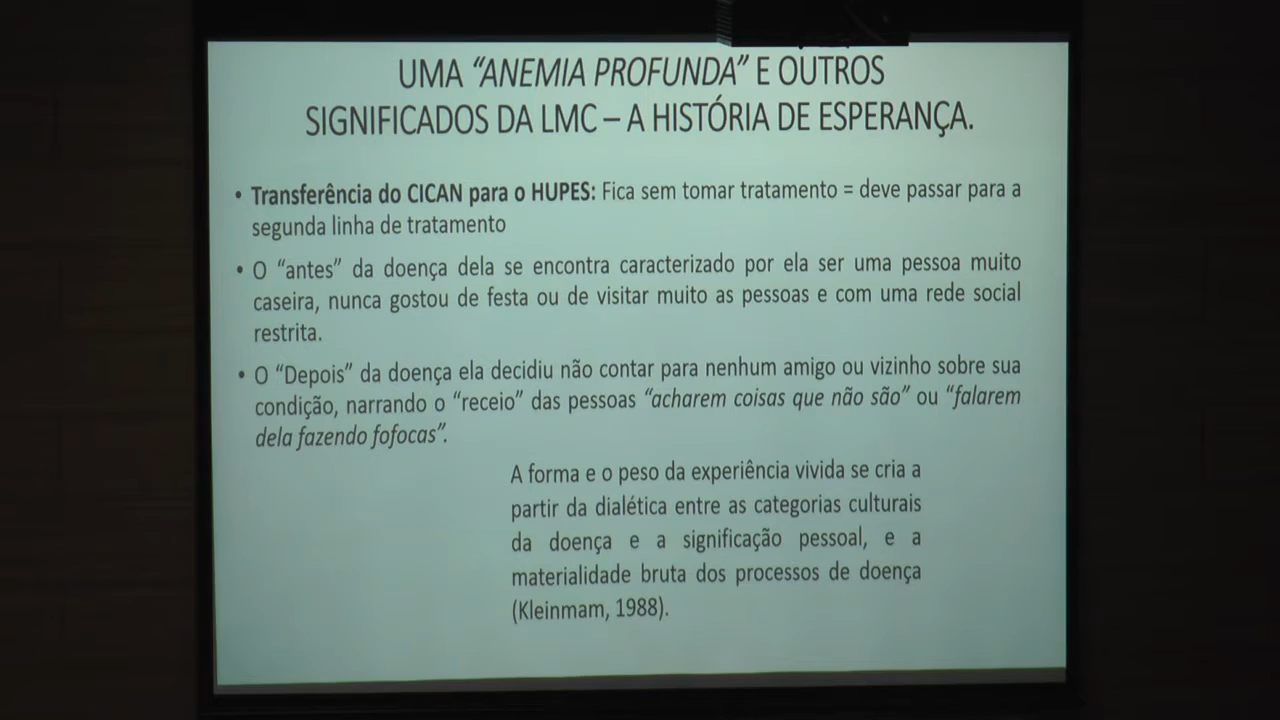 UMA “ANEMIA PROFUNDA” E OUTROS
SIGNIFICADOS DA LMC – A HISTÓRIA DE ESPERANÇA.
• Transferência do CICAN para o HUPES: Fica sem tomar tratamento = deve passar para a
segunda linha de tratamento
• O “antes” da doença dela se encontra caracterizado por ela ser uma pessoa muito
caseira, nunca gostou de festa ou de visitar muito as pessoas e com uma rede social
restrita.
• O “Depois” da doença ela decidiu não contar para nenhum amigo ou vizinho sobre sua
condição, narrando o “receio” das pessoas “acharem coisas que não são” ou “falarem
dela fazendo fofocas”.
A forma e o peso da experiência vivida se cria a
partir da dialética entre as categorias culturais
da doença e a significação pessoal, e a
materialidade bruta dos processos de doença
(Kleinmam, 1988).